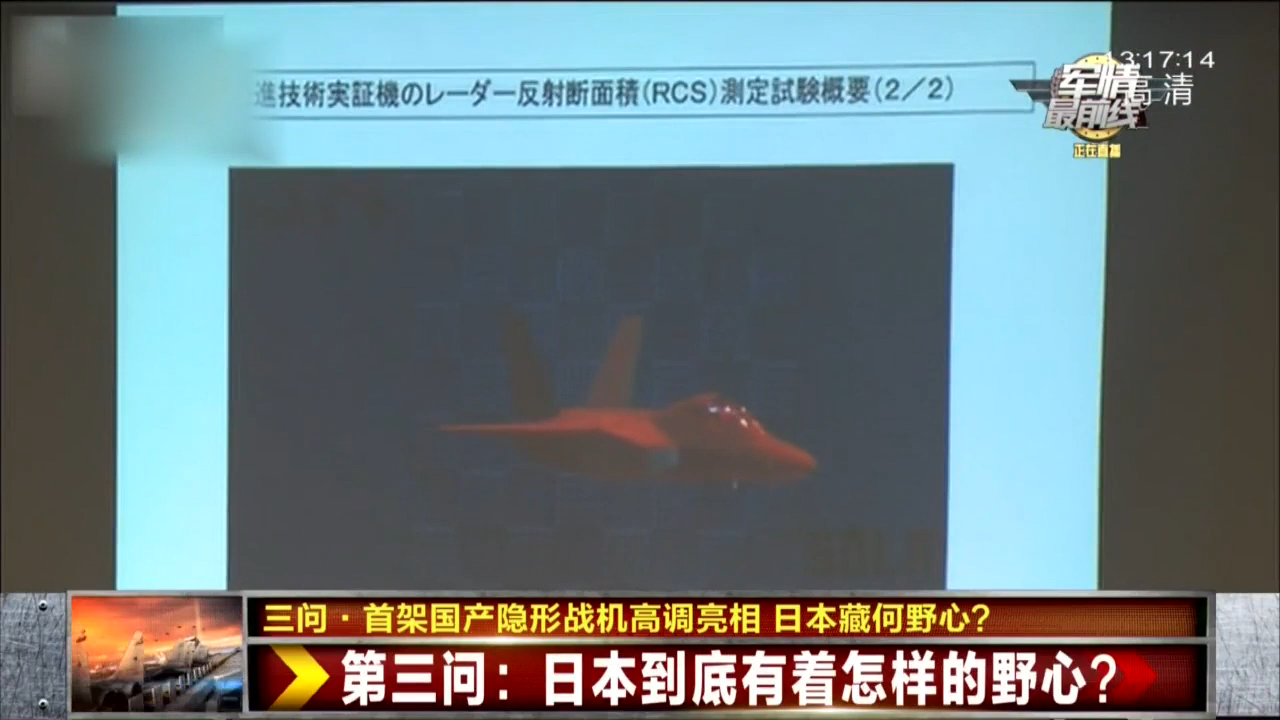 13:17:14
高清
军情
最前线
正在直播
進技術実証機のレーダー反射断面積(RCS)測定試験概要(2/2)
三问·首架国产隐形战机高调亮相 日本藏何野心?
第三问:日本到底有着怎样的野心?